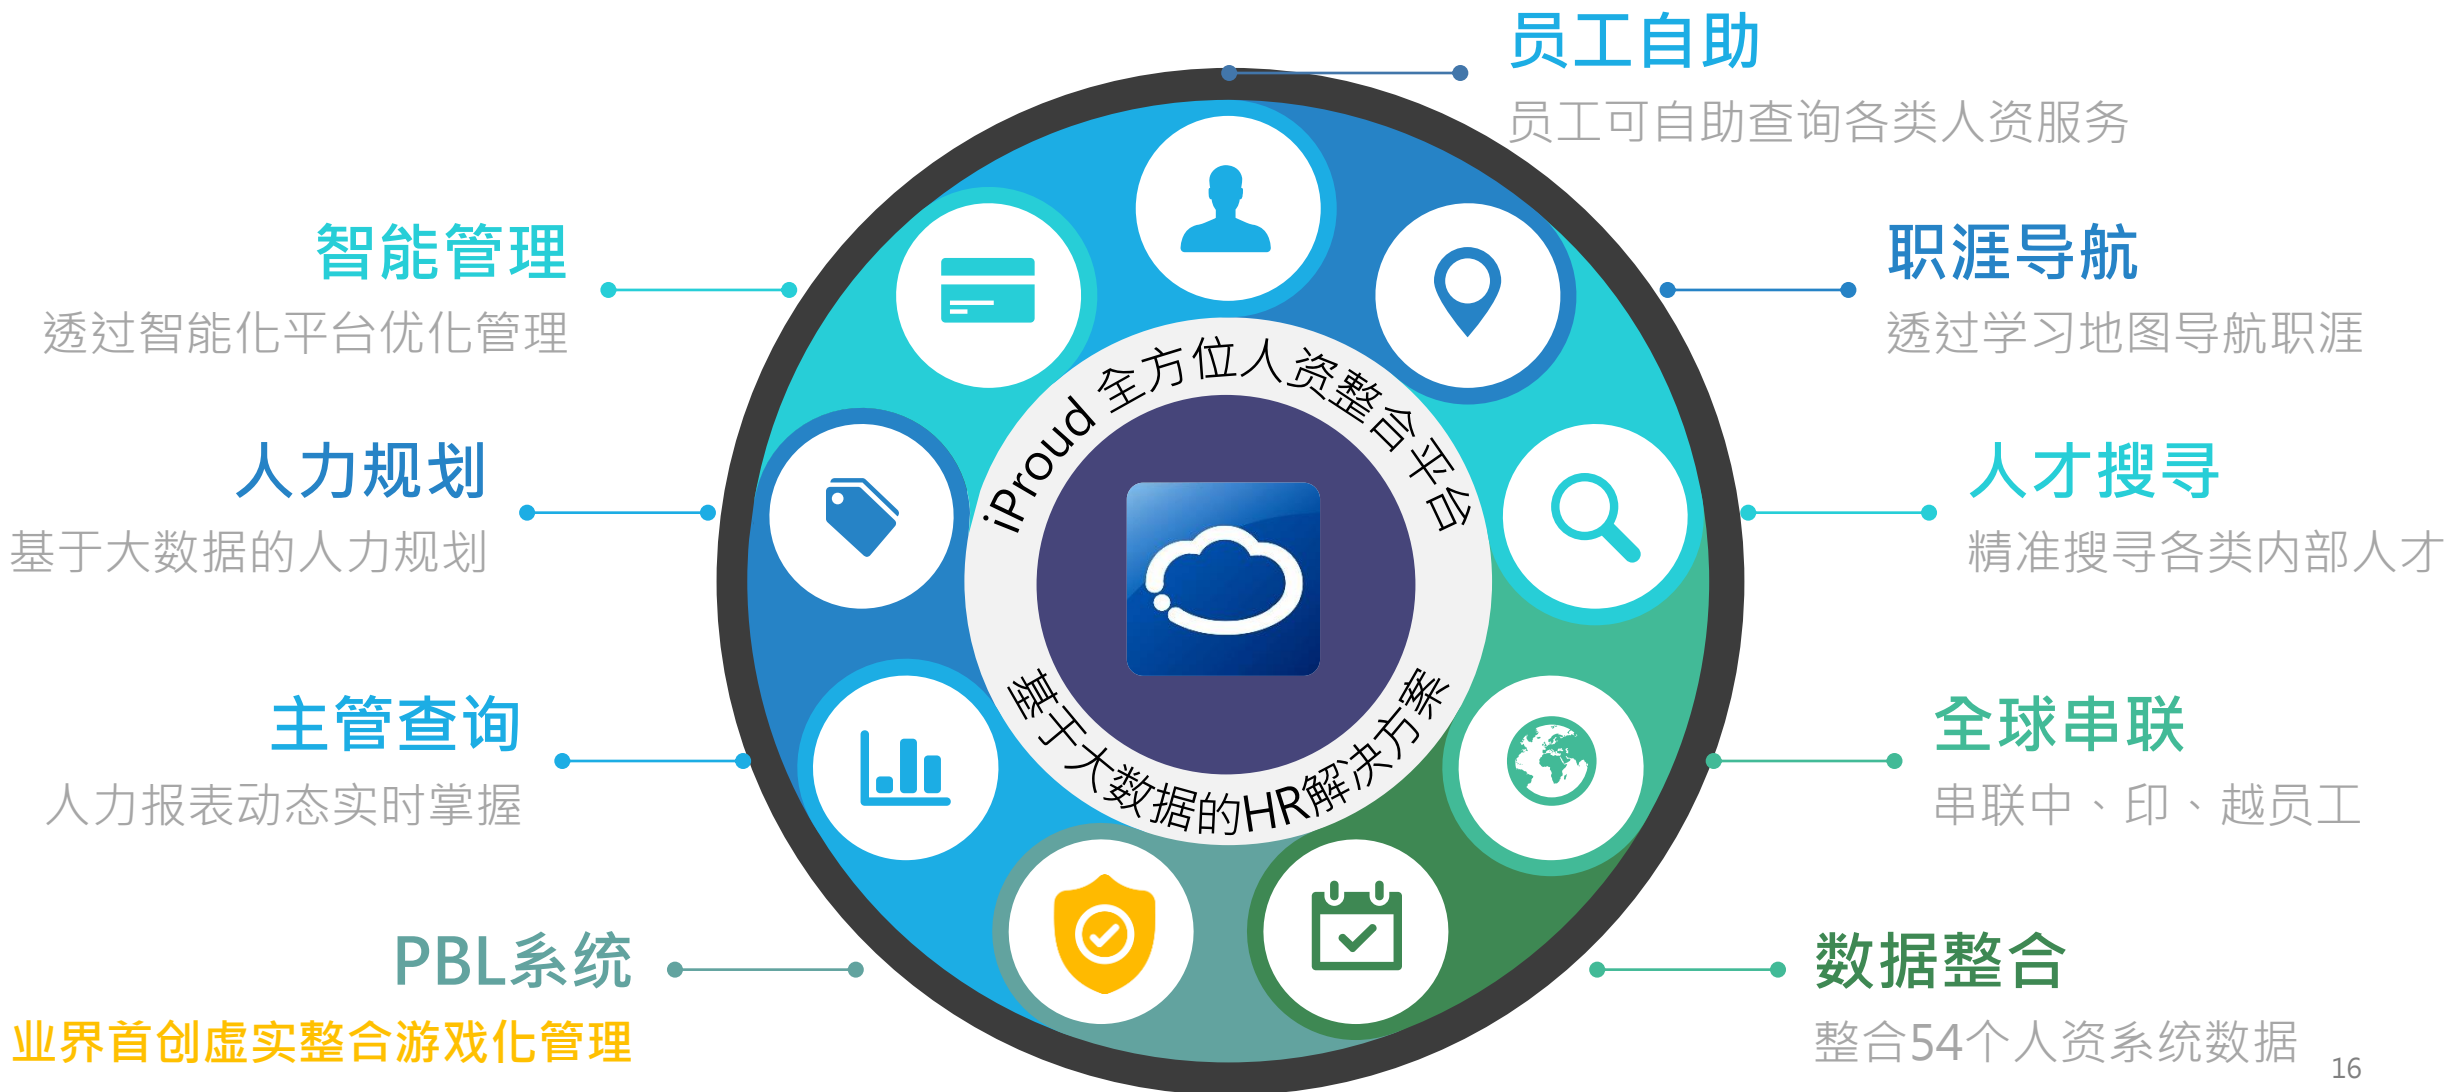 员工自助
员工可自助查询各类人资服务
智能管理
透过智能化平台优化管理
职涯导航
透过学习地图导航职涯
iProud 全方位人资整合平台
人力规划
基于大数据的人力规划
人才搜寻
精准搜寻各类内部人才
基于大数据的HR解决方案
主管查询
人力报表动态实时掌握
全球串联
串联中、印、越员工
PBL系统
业界首创虚实整合游戏化管理
数据整合
整合54个人资系统数据
16